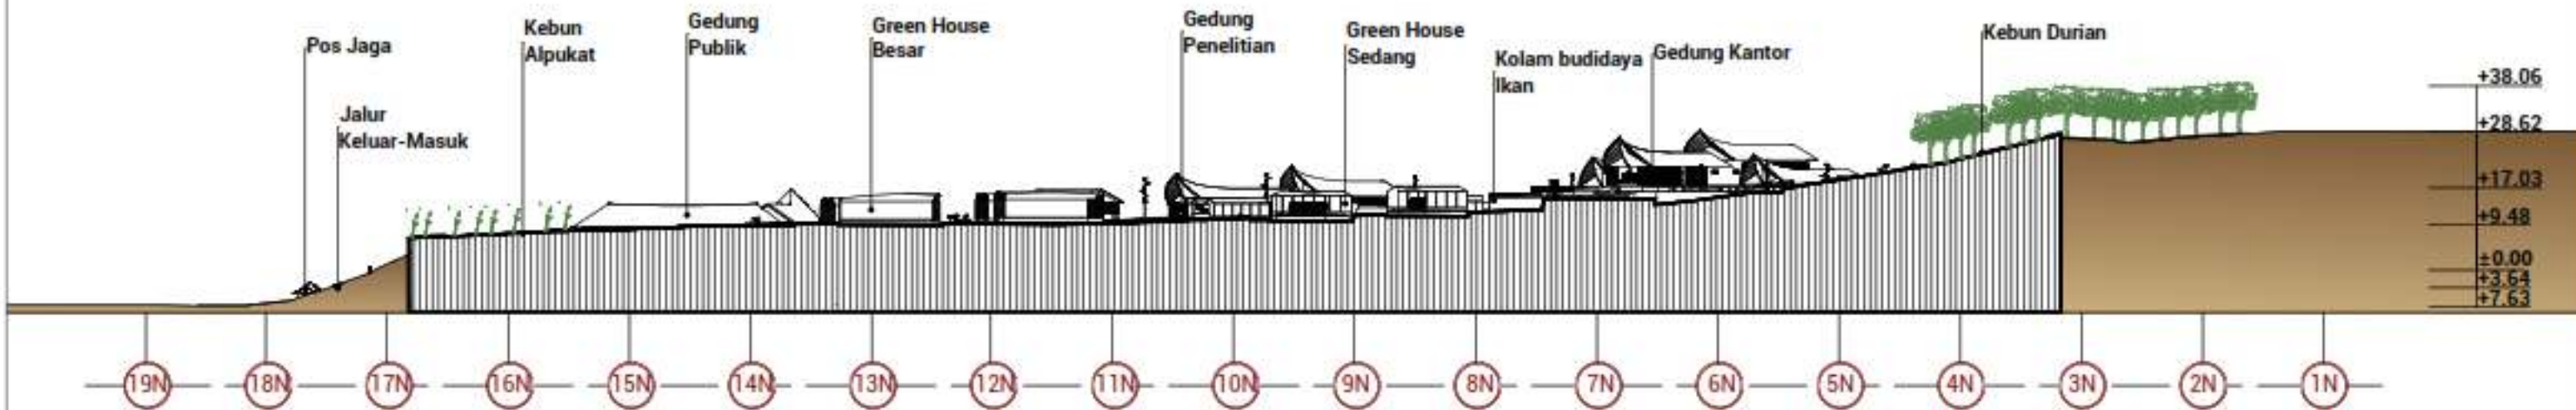 Pos Jaga
Jalur
Keluar-Masuk
Kebun
Alpukat
Gedung
Publik
Green House
Besar
Gedung
Penelitian
Green House
Sedang
Kolam budidaya
Ikan
Gedung Kantor
Kebun Durian
+38.06
+28.62
+17.03
+9.48
±0.00
+3.64
+7.63
19N
18N
17N
16N
15N
14N
13N
12N
11N
10N
9N
8N
7N
6N
5N
4N
3N
2N
1N